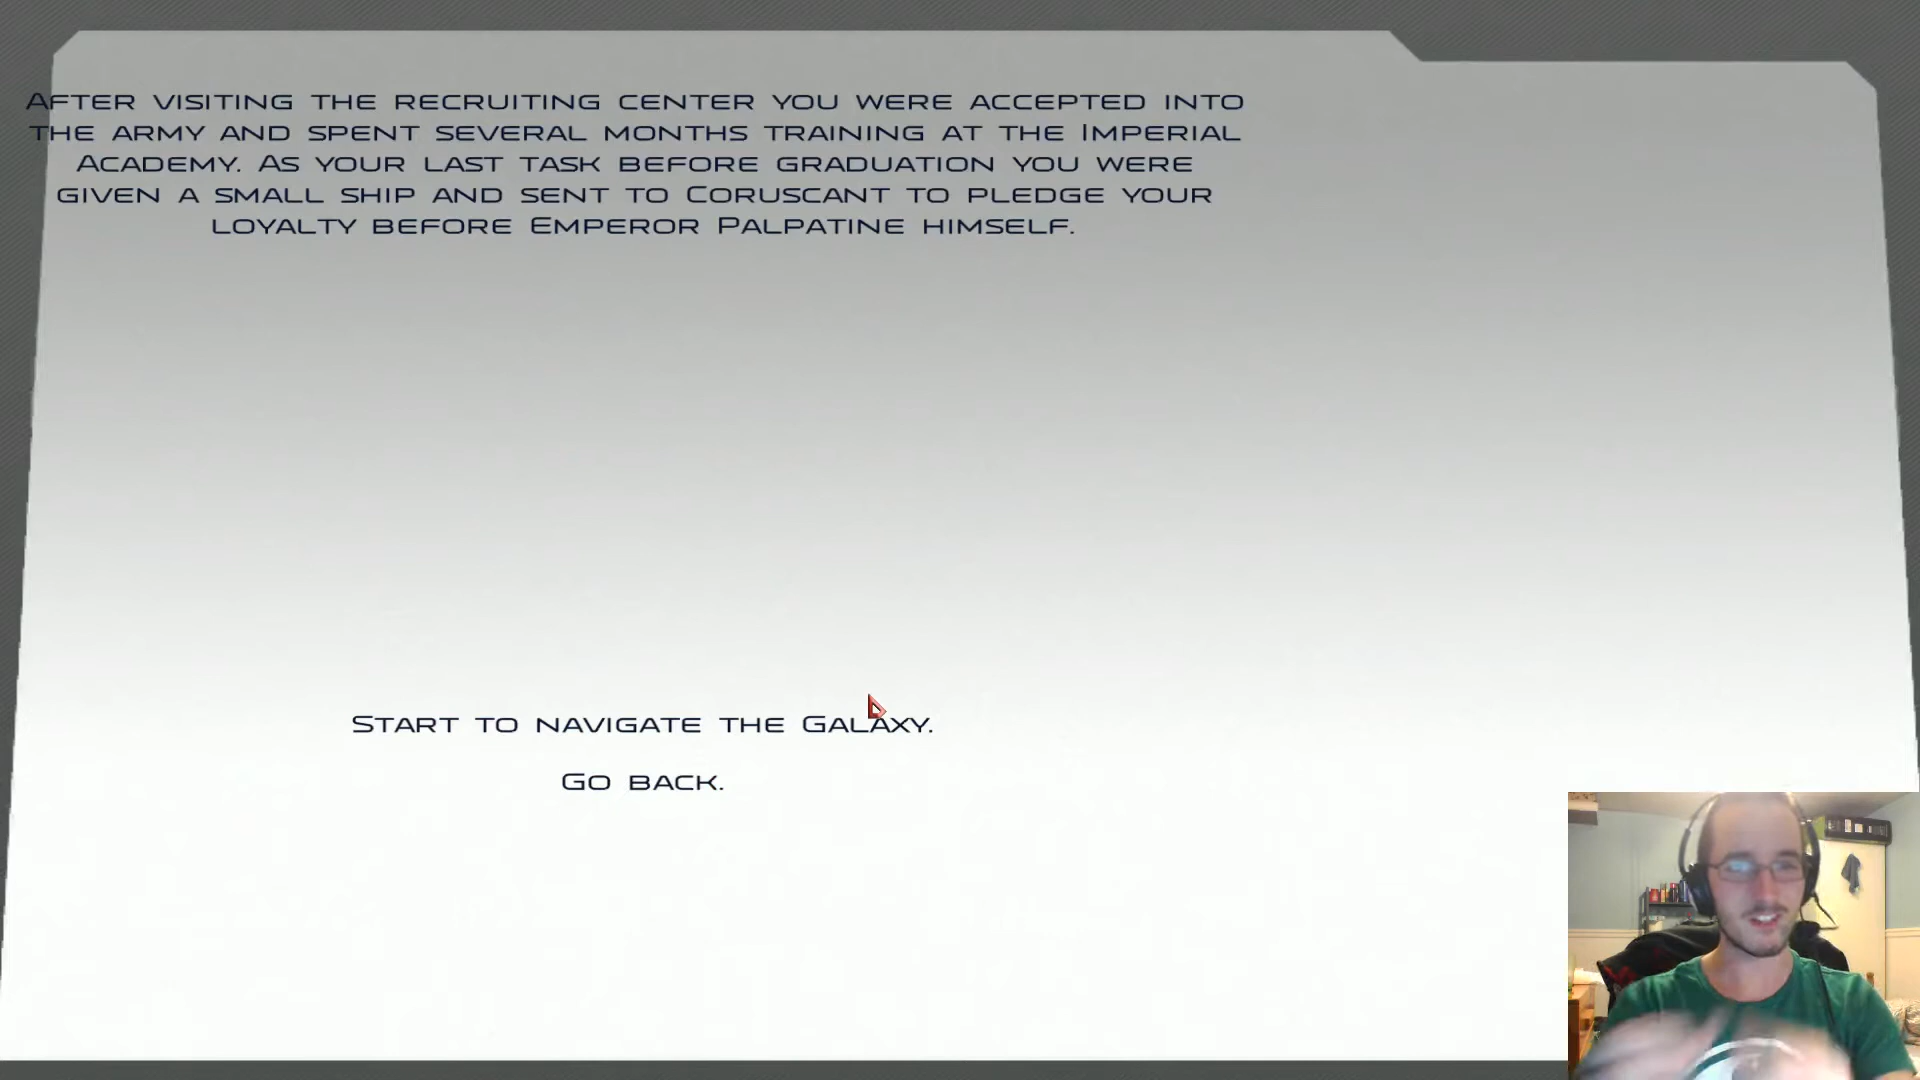 After visiting the recruiting center you were accepted into
the army and spent several months training at the Imperial
Academy. As your last task before graduation you were
given a small ship and sent to Coruscant to pledge your
loyalty before Emperor Palpatine himself.
Start to navigate the Galaxy.
Go back.